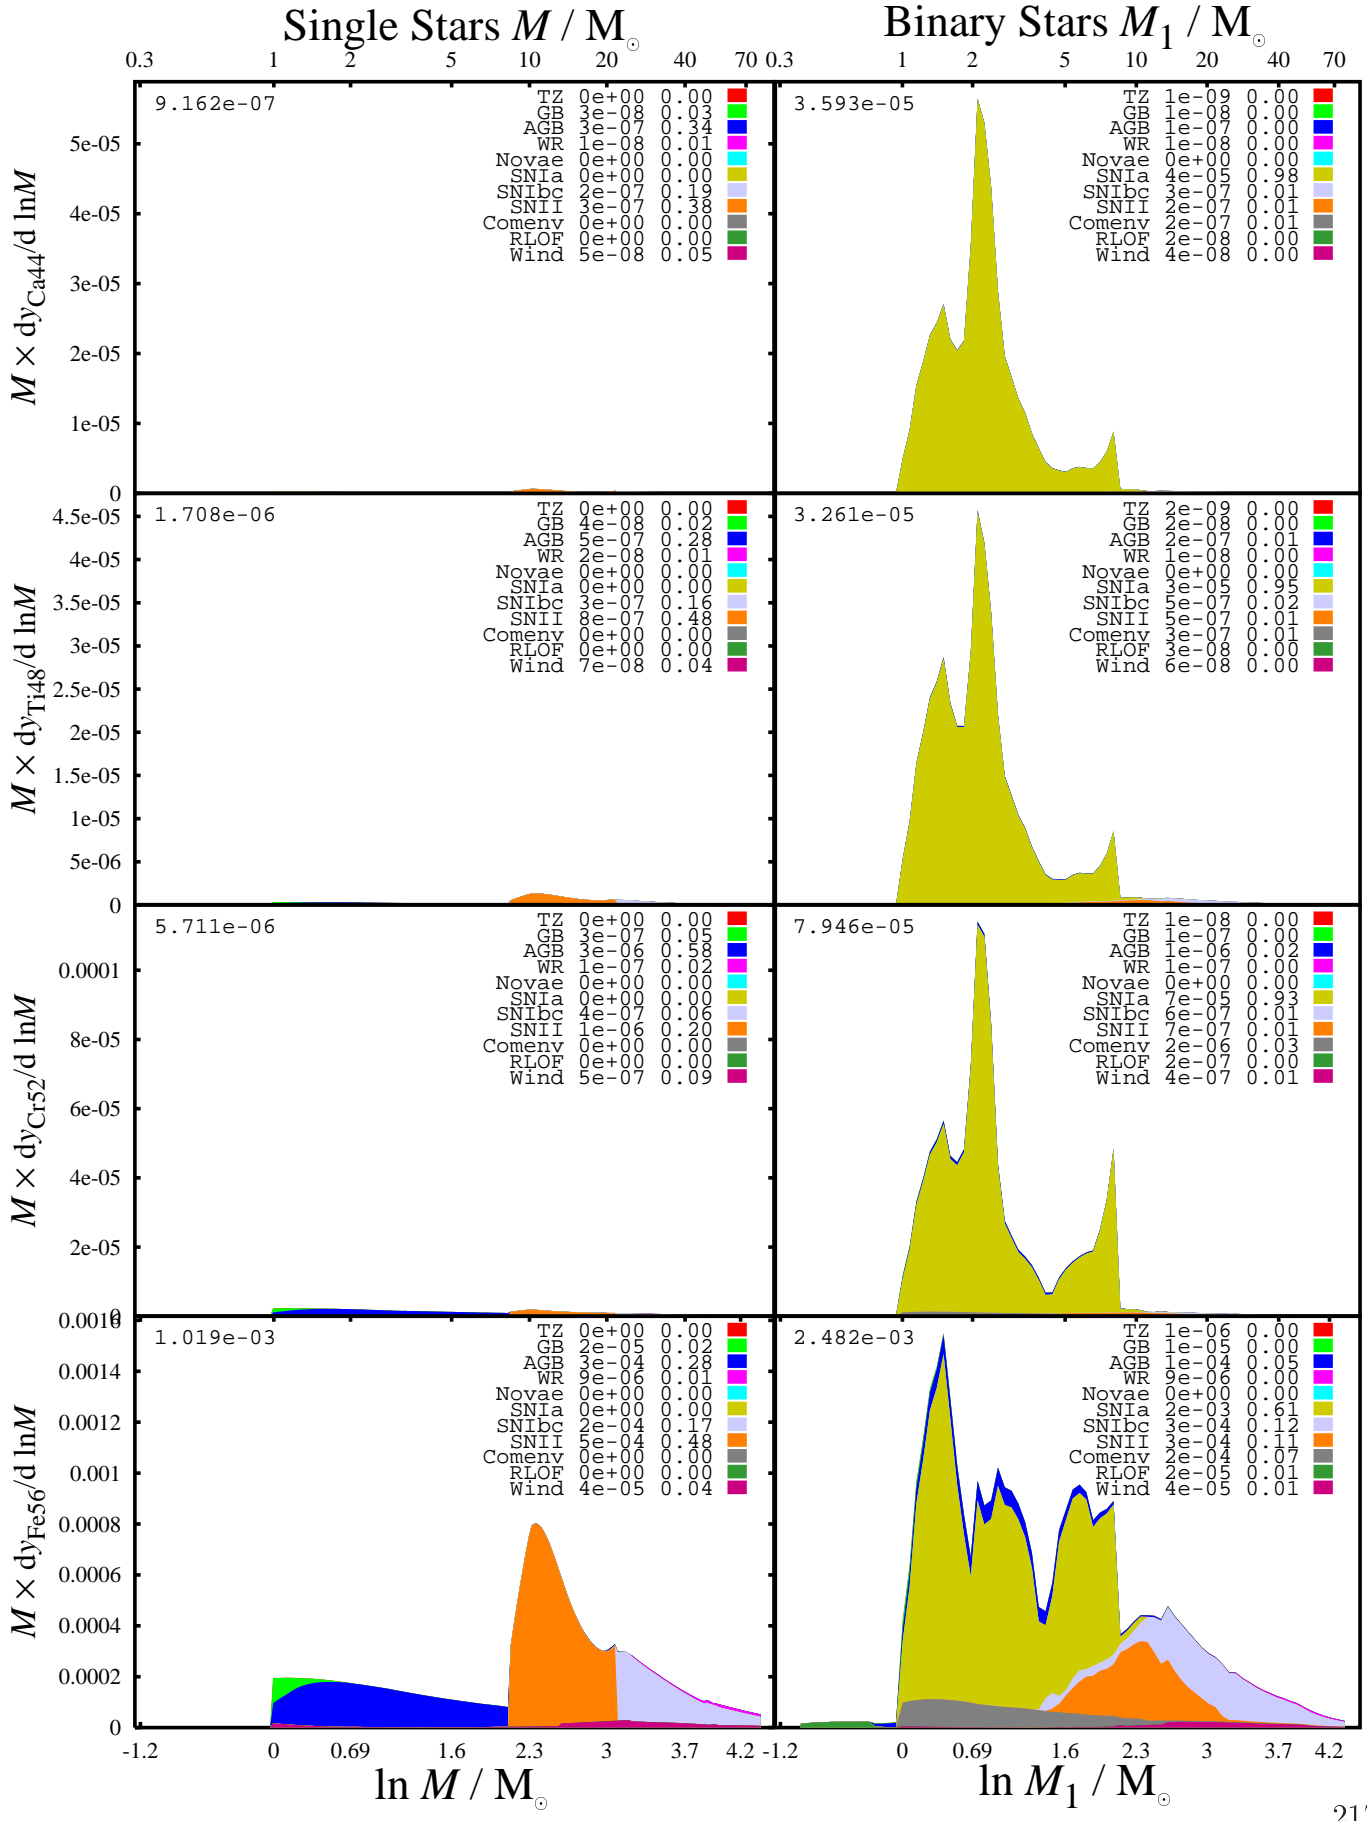 Single Stars M / M☉
Binary Stars M1 / M☉
0.3 1 2 5 10 20 40 70
0.3 1 2 5 10 20 40 70
M × dyCa44/d lnM
5e-05
4e-05
3e-05
2e-05
1e-05
0
9.162e-07
TZ 0e+00 0.00
GB 3e-08 0.03
AGB 3e-07 0.34
WR 1e-08 0.01
Novae 0e+00 0.00
SNIa 0e+00 0.00
SNIbc 2e-07 0.19
SNII 3e-07 0.38
Comenv 0e+00 0.00
RLOF 0e+00 0.00
Wind 5e-08 0.05
3.593e-05
TZ 1e-09 0.00
GB 1e-08 0.00
AGB 1e-07 0.00
WR 1e-08 0.00
Novae 0e+00 0.00
SNIa 4e-05 0.98
SNIbc 3e-07 0.01
SNII 2e-07 0.01
Comenv 2e-07 0.01
RLOF 2e-08 0.00
Wind 4e-08 0.00
M × dyTi48/d lnM
4.5e-05
4e-05
3.5e-05
3e-05
2.5e-05
2e-05
1.5e-05
1e-05
5e-06
0
1.708e-06
TZ 0e+00 0.00
GB 4e-08 0.02
AGB 5e-07 0.28
WR 2e-08 0.01
Novae 0e+00 0.00
SNIa 0e+00 0.00
SNIbc 3e-07 0.16
SNII 8e-07 0.48
Comenv 0e+00 0.00
RLOF 0e+00 0.00
Wind 7e-08 0.04
3.261e-05
TZ 2e-09 0.00
GB 2e-08 0.00
AGB 2e-07 0.01
WR 1e-08 0.00
Novae 0e+00 0.00
SNIa 3e-05 0.95
SNIbc 5e-07 0.02
SNII 5e-07 0.01
Comenv 3e-07 0.01
RLOF 3e-08 0.00
Wind 6e-08 0.00
M × dyCr52/d lnM
0.0001
8e-05
6e-05
4e-05
2e-05
0
5.711e-06
TZ 0e+00 0.00
GB 3e-07 0.05
AGB 3e-06 0.58
WR 1e-07 0.02
Novae 0e+00 0.00
SNIa 0e+00 0.00
SNIbc 4e-07 0.06
SNII 1e-06 0.20
Comenv 0e+00 0.00
RLOF 0e+00 0.00
Wind 5e-07 0.09
7.946e-05
TZ 1e-08 0.00
GB 1e-07 0.00
AGB 1e-06 0.02
WR 1e-07 0.00
Novae 0e+00 0.00
SNIa 7e-05 0.93
SNIbc 6e-07 0.01
SNII 7e-07 0.01
Comenv 2e-06 0.03
RLOF 2e-07 0.00
Wind 4e-07 0.01
M × dyFe56/d lnM
0.0016
0.0014
0.0012
0.001
0.0008
0.0006
0.0004
0.0002
0
1.019e-03
TZ 0e+00 0.00
GB 2e-05 0.02
AGB 3e-04 0.28
WR 9e-06 0.01
Novae 0e+00 0.00
SNIa 0e+00 0.00
SNIbc 2e-04 0.17
SNII 5e-04 0.48
Comenv 0e+00 0.00
RLOF 0e+00 0.00
Wind 4e-05 0.04
2.482e-03
TZ 1e-06 0.00
GB 1e-05 0.00
AGB 1e-04 0.05
WR 9e-06 0.00
Novae 0e+00 0.00
SNIa 2e-03 0.61
SNIbc 3e-04 0.12
SNII 3e-04 0.11
Comenv 2e-04 0.07
RLOF 2e-05 0.01
Wind 4e-05 0.01
-1.2 0 0.69 1.6 2.3 3 3.7 4.2
-1.2 0 0.69 1.6 2.3 3 3.7 4.2
ln M / M☉
ln M1 / M☉